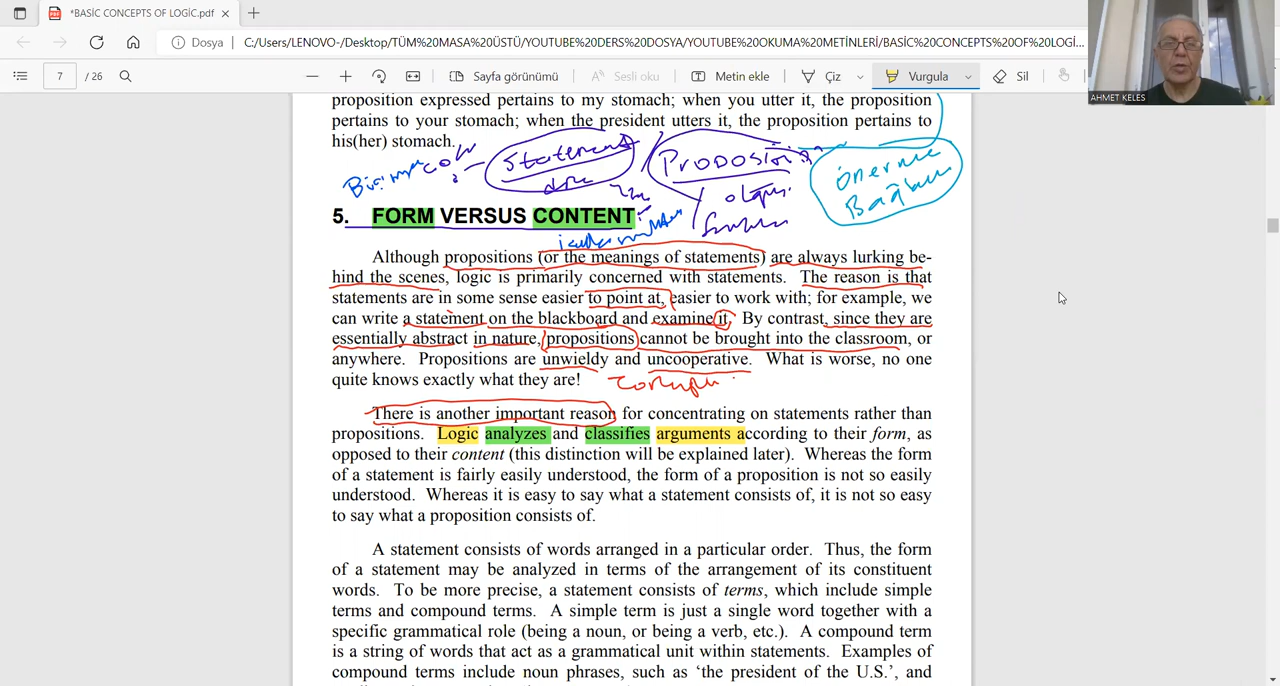 *BASİC CONCEPTS OF LOGİC.pdf
Dosya C:/Users/LENOVO-/Desktop/TÜM%20MASA%20ÜSTÜ/YOUTUBE%20DERS%20DOSYA/YOUTUBE%20OKUMA%20METİNLERİ/BASİC%20CONCEPTS%20OF%20LOGİ...
7 / 26 Sayfa görünümü Sesli oku Metin ekle Çiz Vurgula Sil
AHMET KELES
proposition expressed pertains to my stomach; when you utter it, the proposition
pertains to your stomach; when the president utters it, the proposition pertains to
his(her) stomach.
Statement
Proposition
önerme
5. FORM VERSUS CONTENT
Although propositions (or the meanings of statements) are always lurking be-
hind the scenes, logic is primarily concerned with statements. The reason is that
statements are in some sense easier to point at, easier to work with; for example, we
can write a statement on the blackboard and examine it. By contrast, since they are
essentially abstract in nature, propositions cannot be brought into the classroom, or
anywhere. Propositions are unwieldy and uncooperative. What is worse, no one
quite knows exactly what they are!
There is another important reason for concentrating on statements rather than
propositions. Logic analyzes and classifies arguments according to their form, as
opposed to their content (this distinction will be explained later). Whereas the form
of a statement is fairly easily understood, the form of a proposition is not so easily
understood. Whereas it is easy to say what a statement consists of, it is not so easy
to say what a proposition consists of.
A statement consists of words arranged in a particular order. Thus, the form
of a statement may be analyzed in terms of the arrangement of its constituent
words. To be more precise, a statement consists of terms, which include simple
terms and compound terms. A simple term is just a single word together with a
specific grammatical role (being a noun, or being a verb, etc.). A compound term
is a string of words that act as a grammatical unit within statements. Examples of
compound terms include noun phrases, such as ‘the president of the U.S.’, and